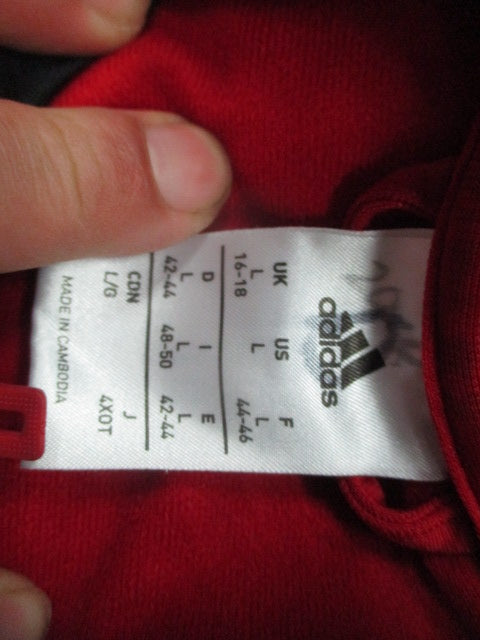 adidas
UK US F
L L L
16-18 44-46
D I E
L L L
42-44 48-50 42-44
CDN J
L/G 4XOT
MADE IN CAMBODIA